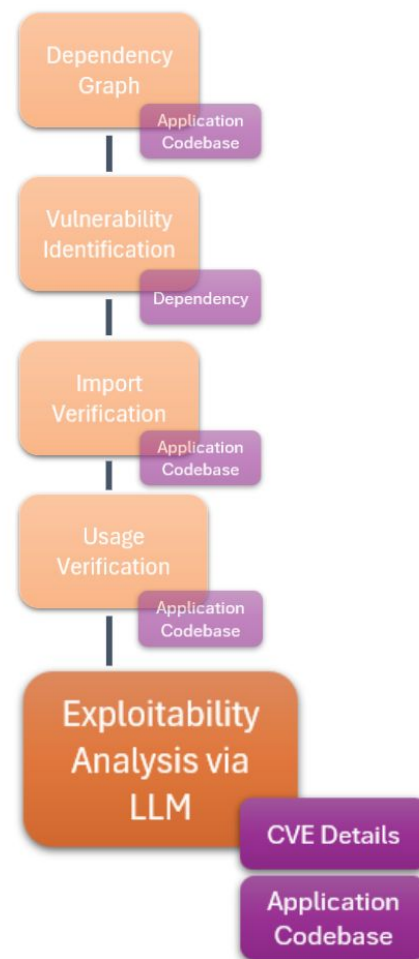 Dependency
Graph
Application
Codebase
Vulnerability
Identification
Dependency
Import
Verification
Application
Codebase
Usage
Verification
Application
Codebase
Exploitability
Analysis via
LLM
CVE Details
Application
Codebase